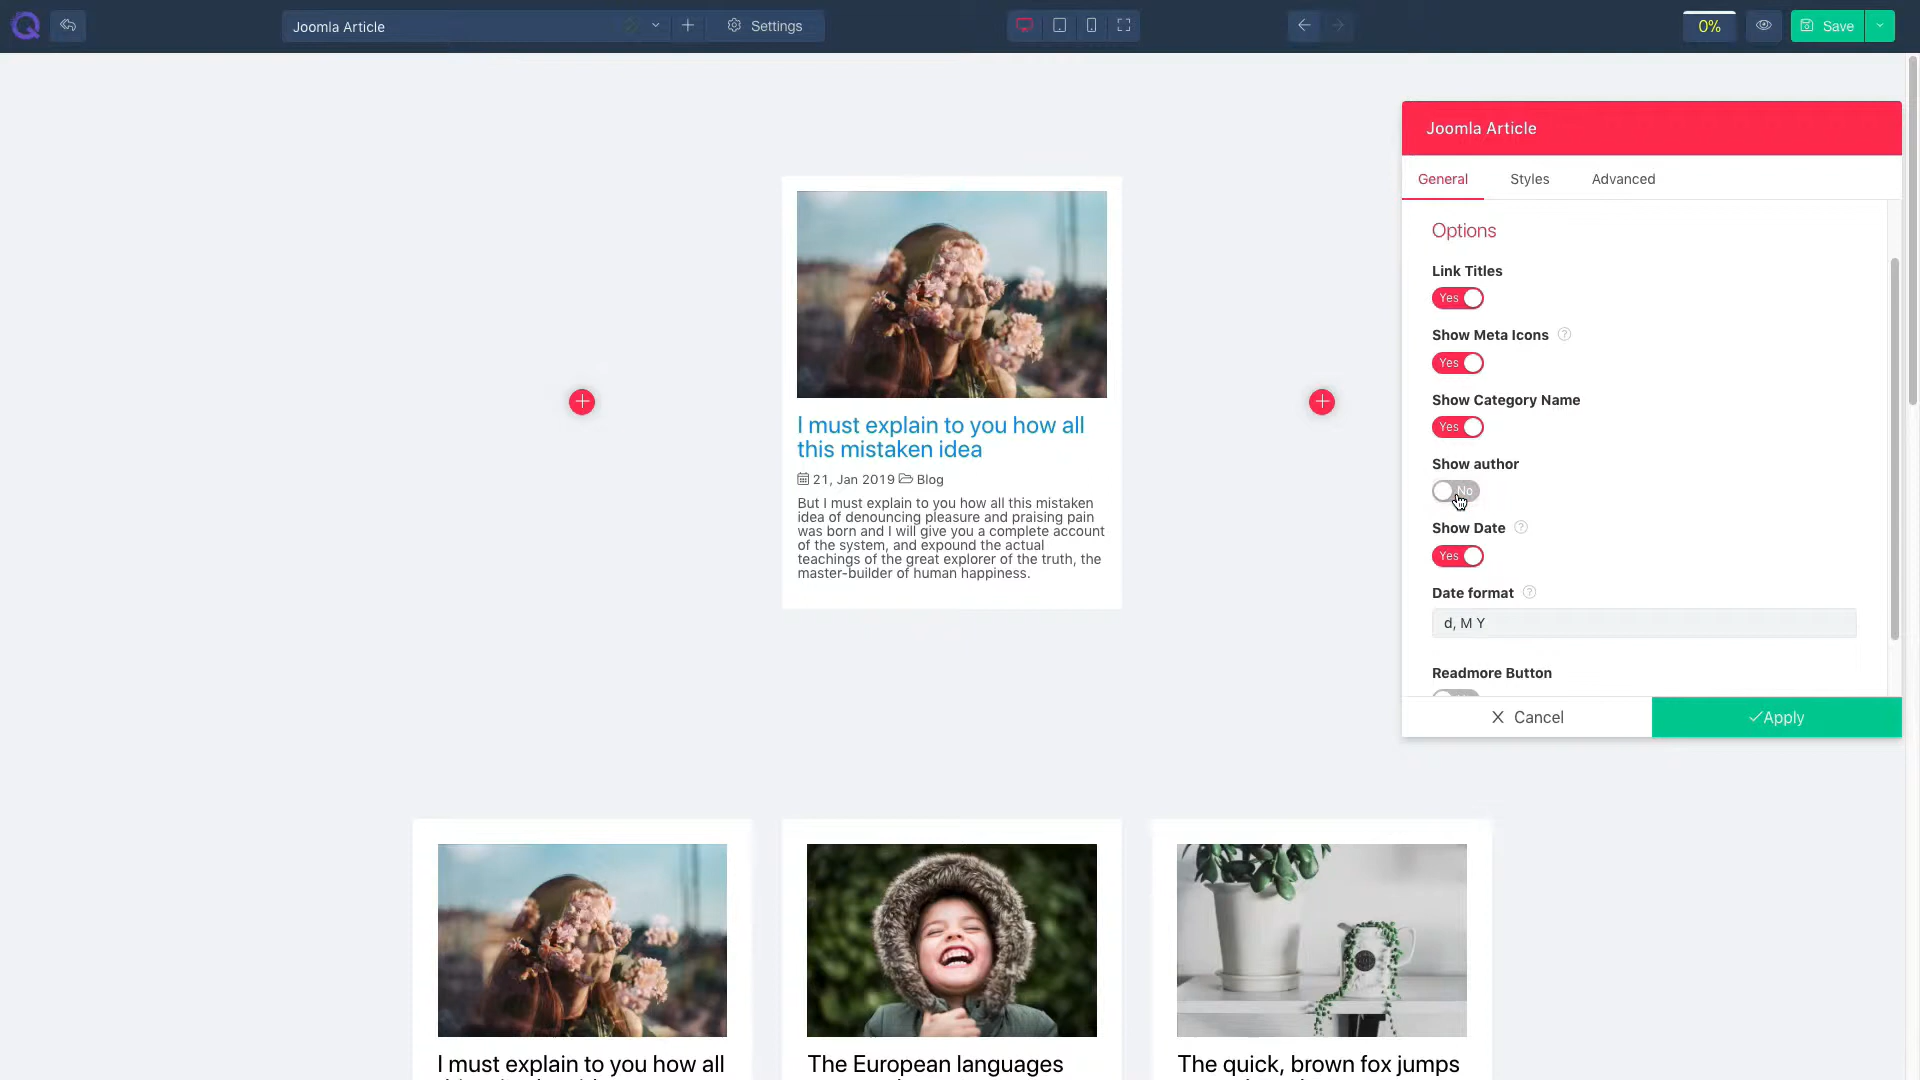 Joomla Article
Settings
0%
Save
Joomla Article
General
Styles
Advanced
Options
Link Titles
Yes
Show Meta Icons ?
Yes
Show Category Name
Yes
Show author
No
Show Date ?
Yes
Date format ?
d, M Y
Readmore Button
Cancel
Apply
I must explain to you how all
this mistaken idea
21, Jan 2019 Blog
But I must explain to you how all this mistaken
idea of denouncing pleasure and praising pain
was born and I will give you a complete account
of the system, and expound the actual
teachings of the great explorer of the truth, the
master-builder of human happiness.
I must explain to you how all
The European languages
The quick, brown fox jumps